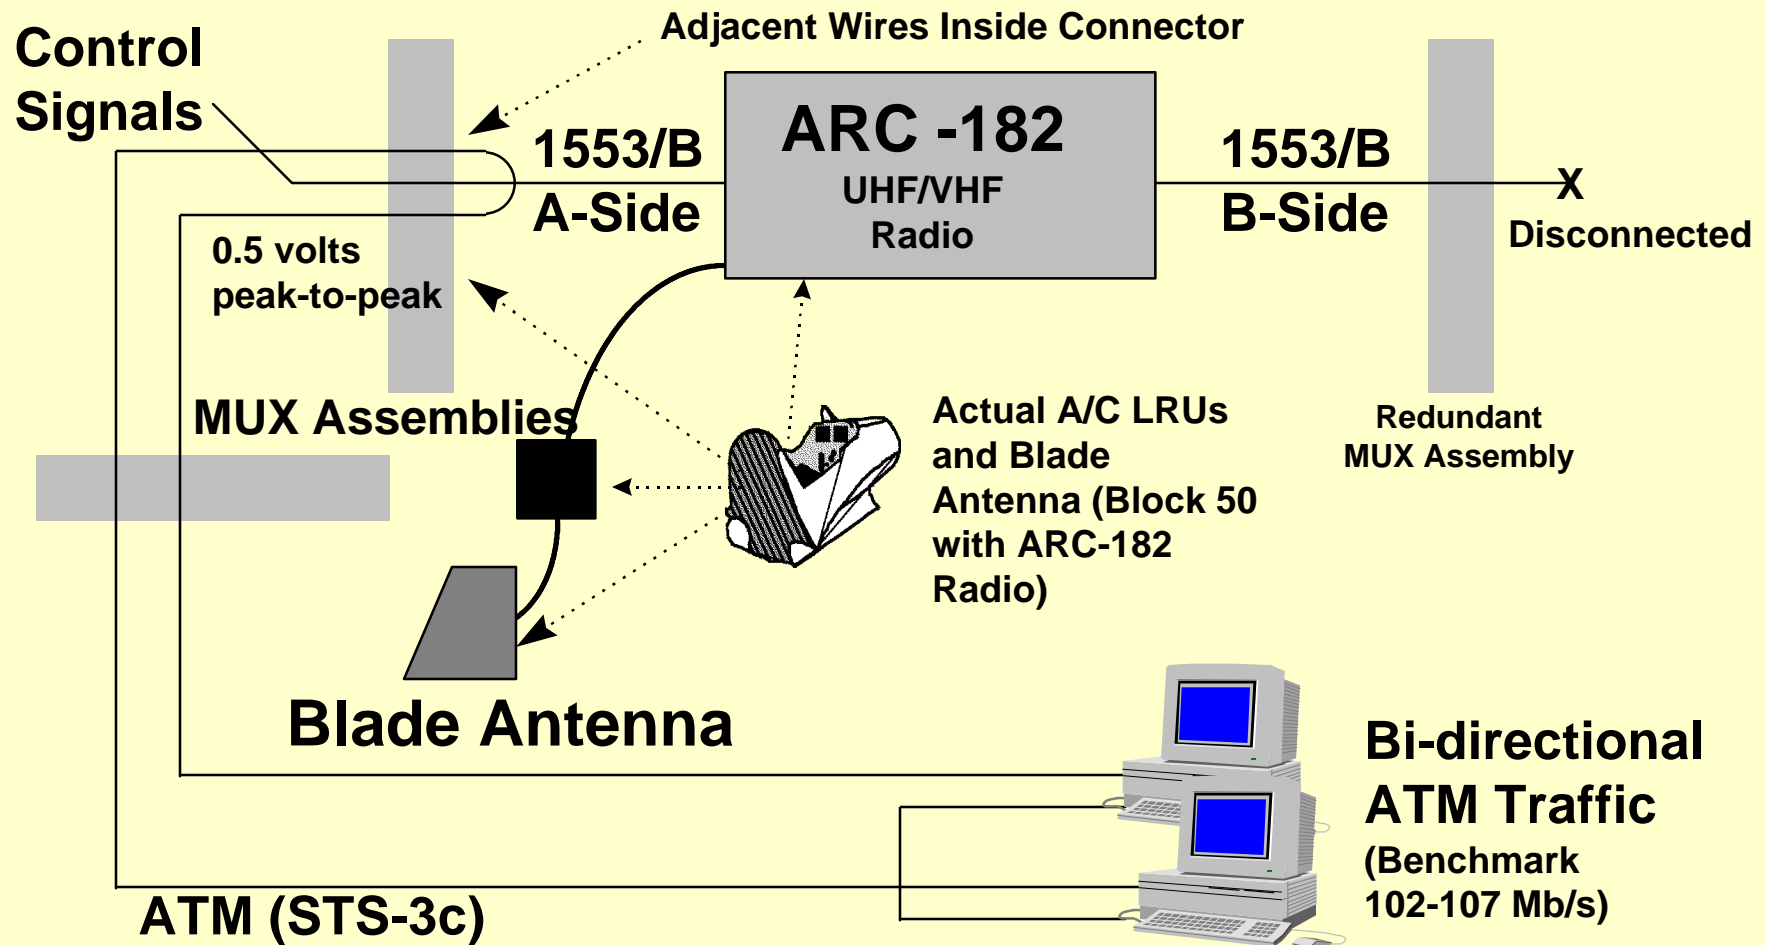 Adjacent Wires Inside Connector
Control
Signals
ARC -182
UHF/VHF
Radio
1553/B
A-Side
1553/B
B-Side
X
Disconnected
0.5 volts
peak-to-peak
MUX Assemblies
Redundant
MUX Assembly
Actual A/C LRUs
and Blade
Antenna (Block 50
with ARC-182
Radio)
Blade Antenna
Bi-directional
ATM Traffic
(Benchmark
102-107 Mb/s)
ATM (STS-3c)